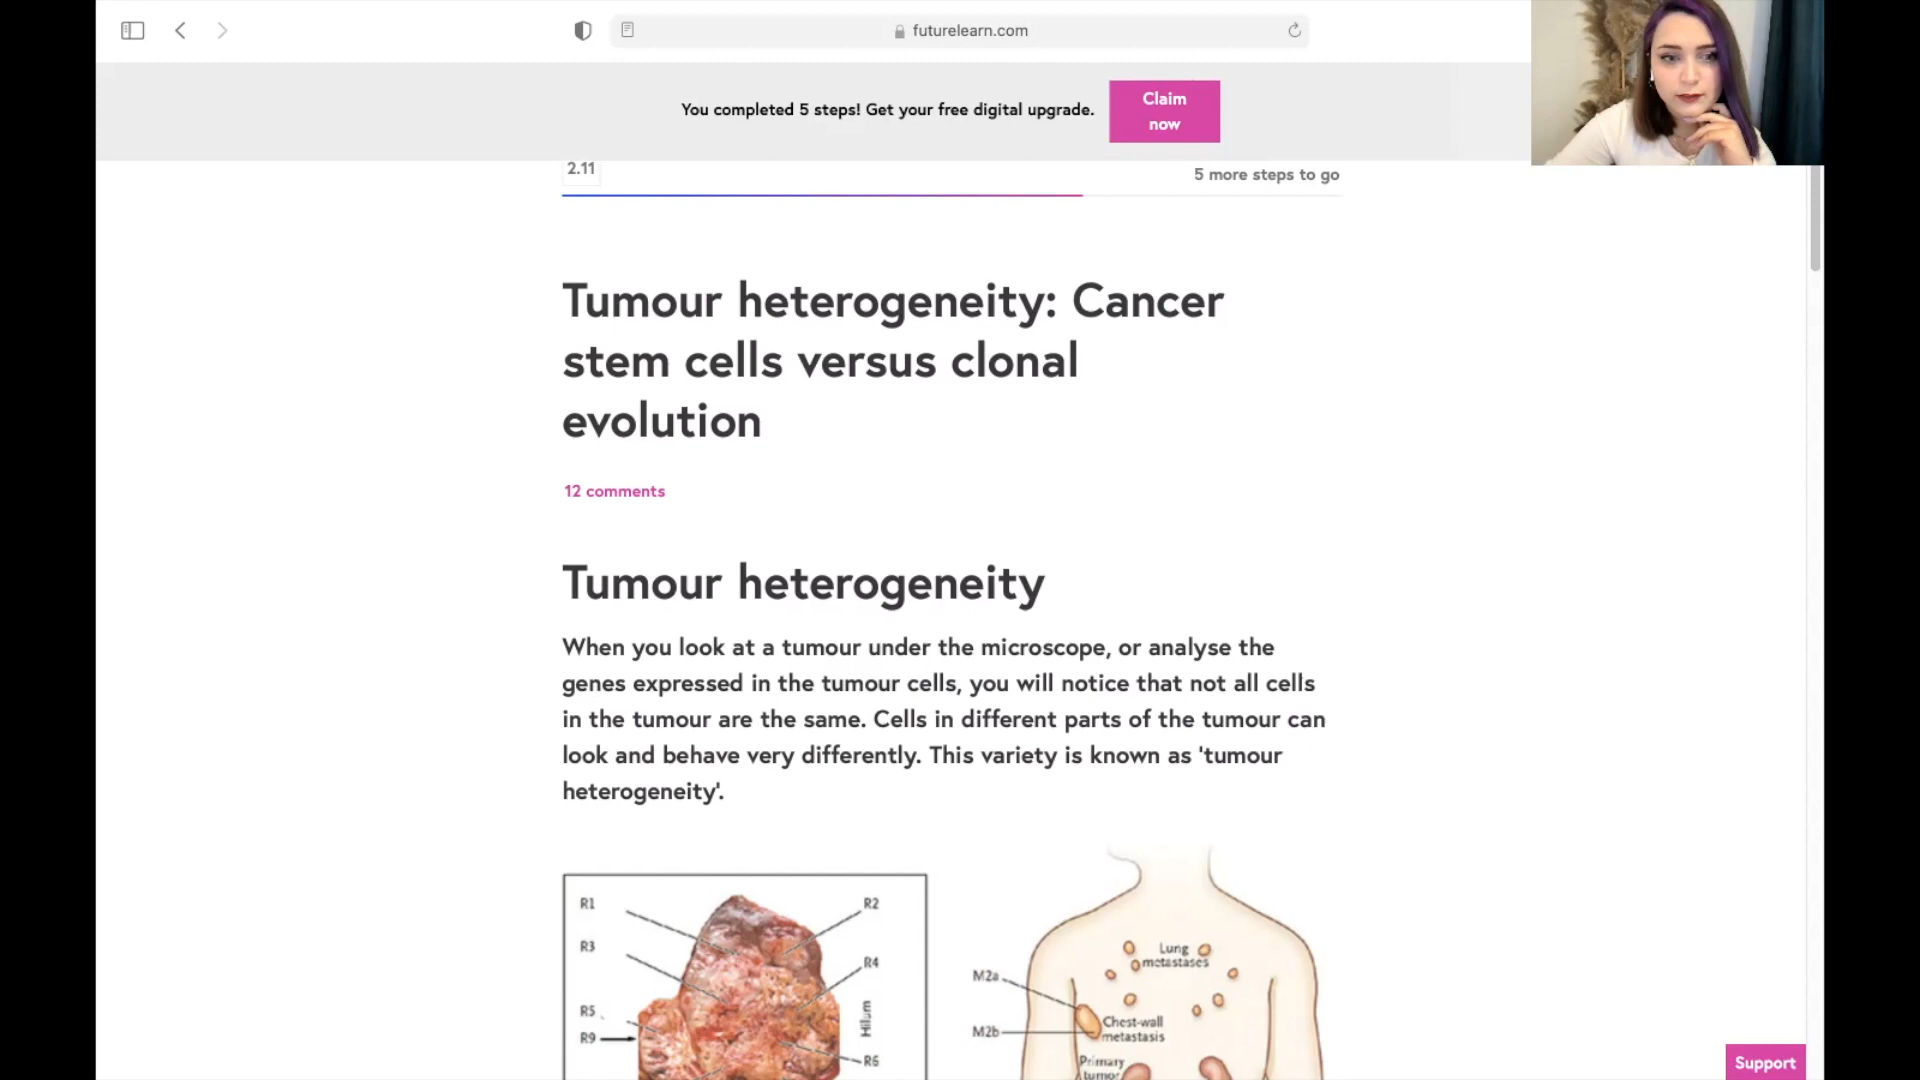 futurelearn.com
You completed 5 steps! Get your free digital upgrade.
Claim
now
2.11
5 more steps to go
Tumour heterogeneity: Cancer
stem cells versus clonal
evolution
12 comments
Tumour heterogeneity
When you look at a tumour under the microscope, or analyse the
genes expressed in the tumour cells, you will notice that not all cells
in the tumour are the same. Cells in different parts of the tumour can
look and behave very differently. This variety is known as 'tumour
heterogeneity'.
R1
R2
R3
R4
R5
R9
Hilum
R6
Lung
metastases
M2a
Chest-wall
metastasis
M2b
Primary
tumor
Support